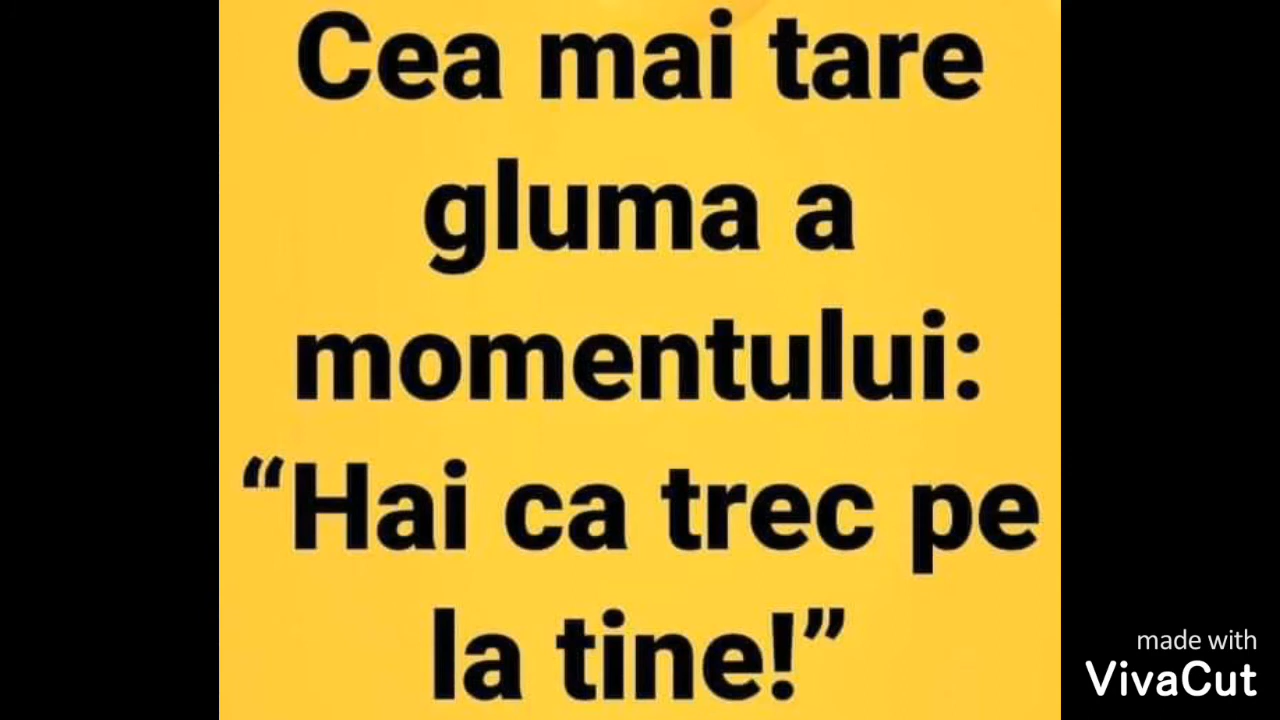 Cea mai tare
gluma a
momentului:
“Hai ca trec pe
la tine!”
made with
VivaCut